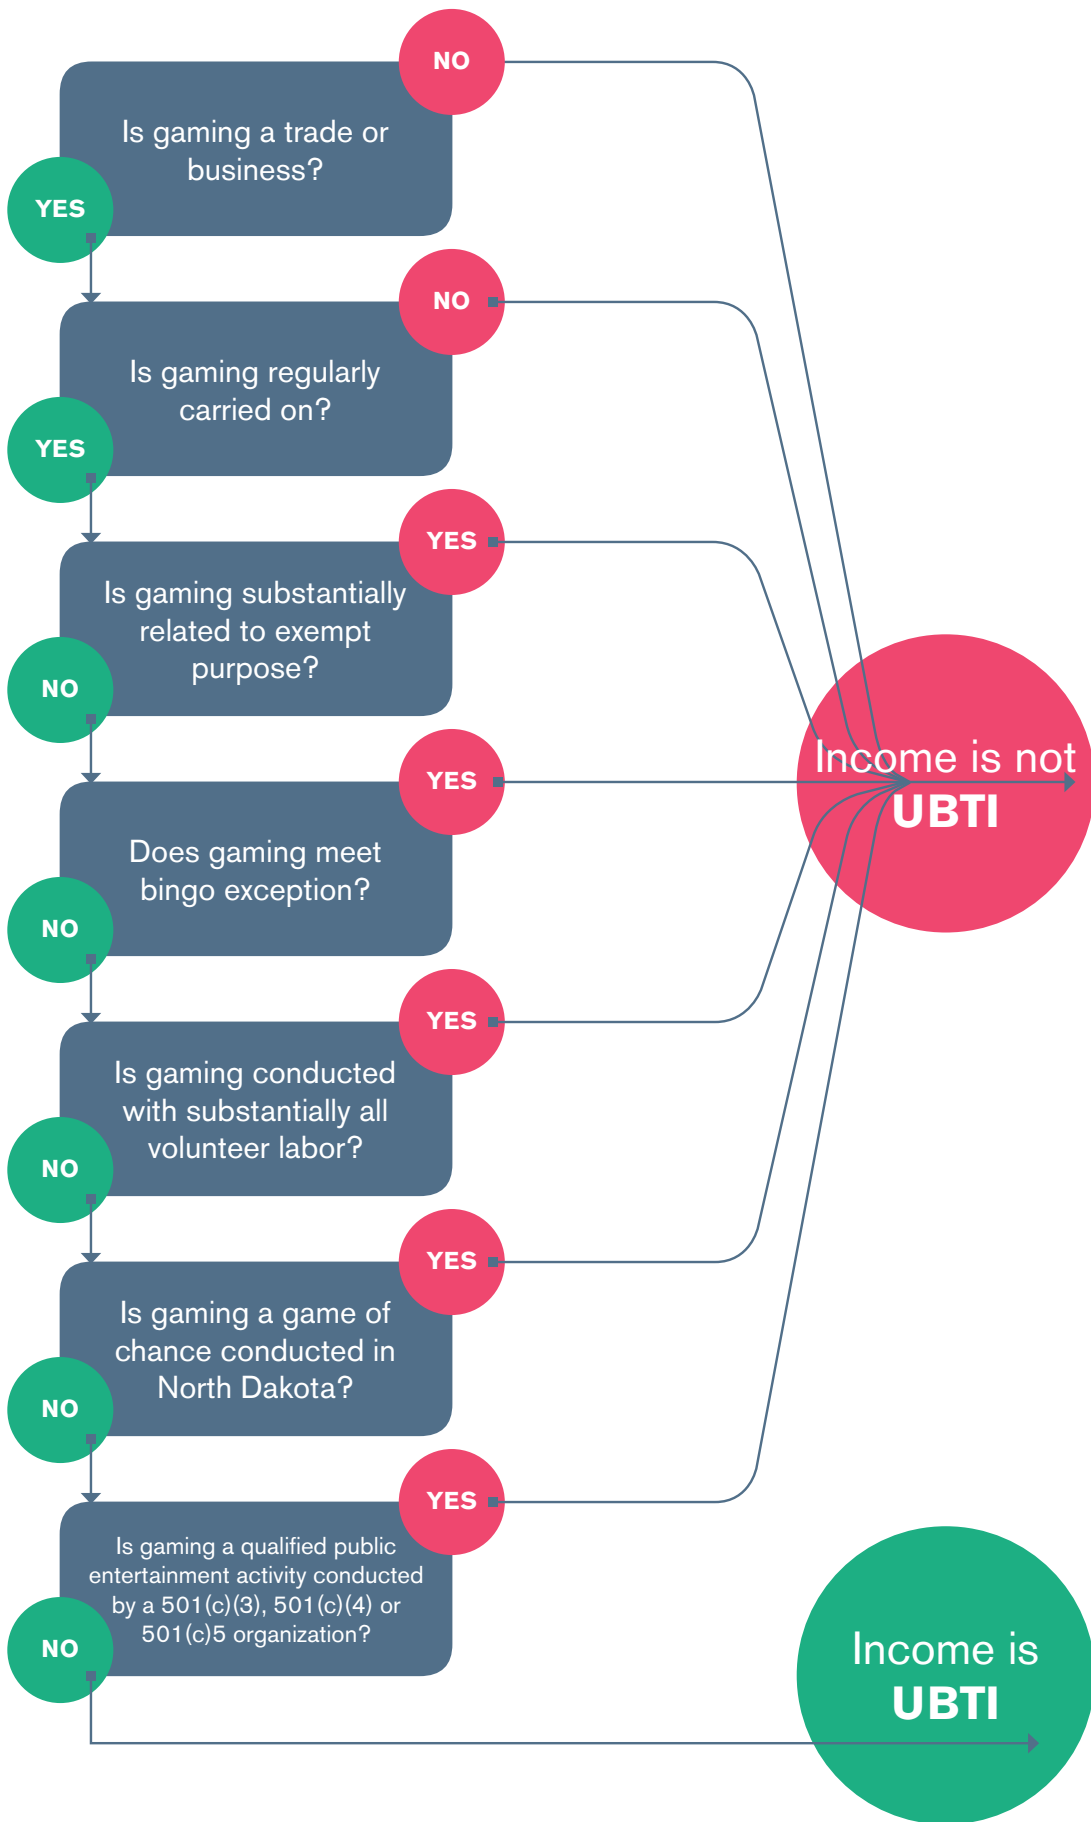 NO
Is gaming a trade or
business?
YES
NO
Is gaming regularly
carried on?
YES
YES
Is gaming substantially
related to exempt
purpose?
NO
YES
Does gaming meet
bingo exception?
NO
YES
Is gaming conducted
with substantially all
volunteer labor?
NO
YES
Is gaming a game of
chance conducted in
North Dakota?
NO
YES
Is gaming a qualified public
entertainment activity conducted
by a 501(c)(3), 501(c)(4) or
501(c)5 organization?
NO
Income is not
UBTI
Income is
UBTI